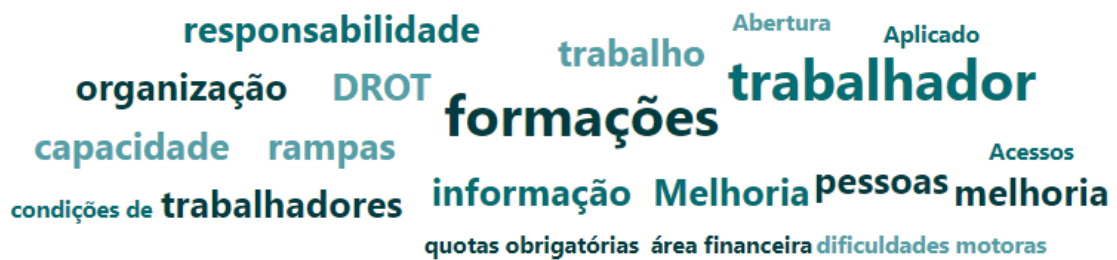 responsabilidade
trabalho
Abertura
Aplicado
organização
DROT
formações
trabalhador
capacidade
rampas
Acessos
condições de
trabalhadores
informação
Melhoria
pessoas
melhoria
quotas obrigatórias
área financeira
dificuldades motoras